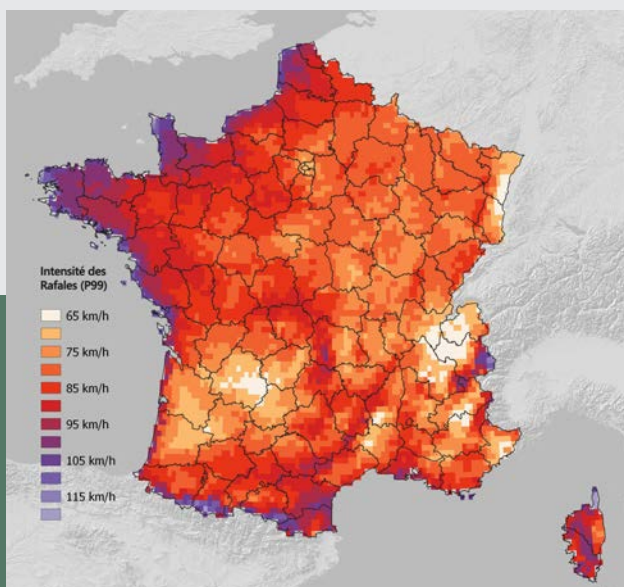 Intensité des
Rafales (P99)
65 km/h
75 km/h
85 km/h
95 km/h
105 km/h
115 km/h